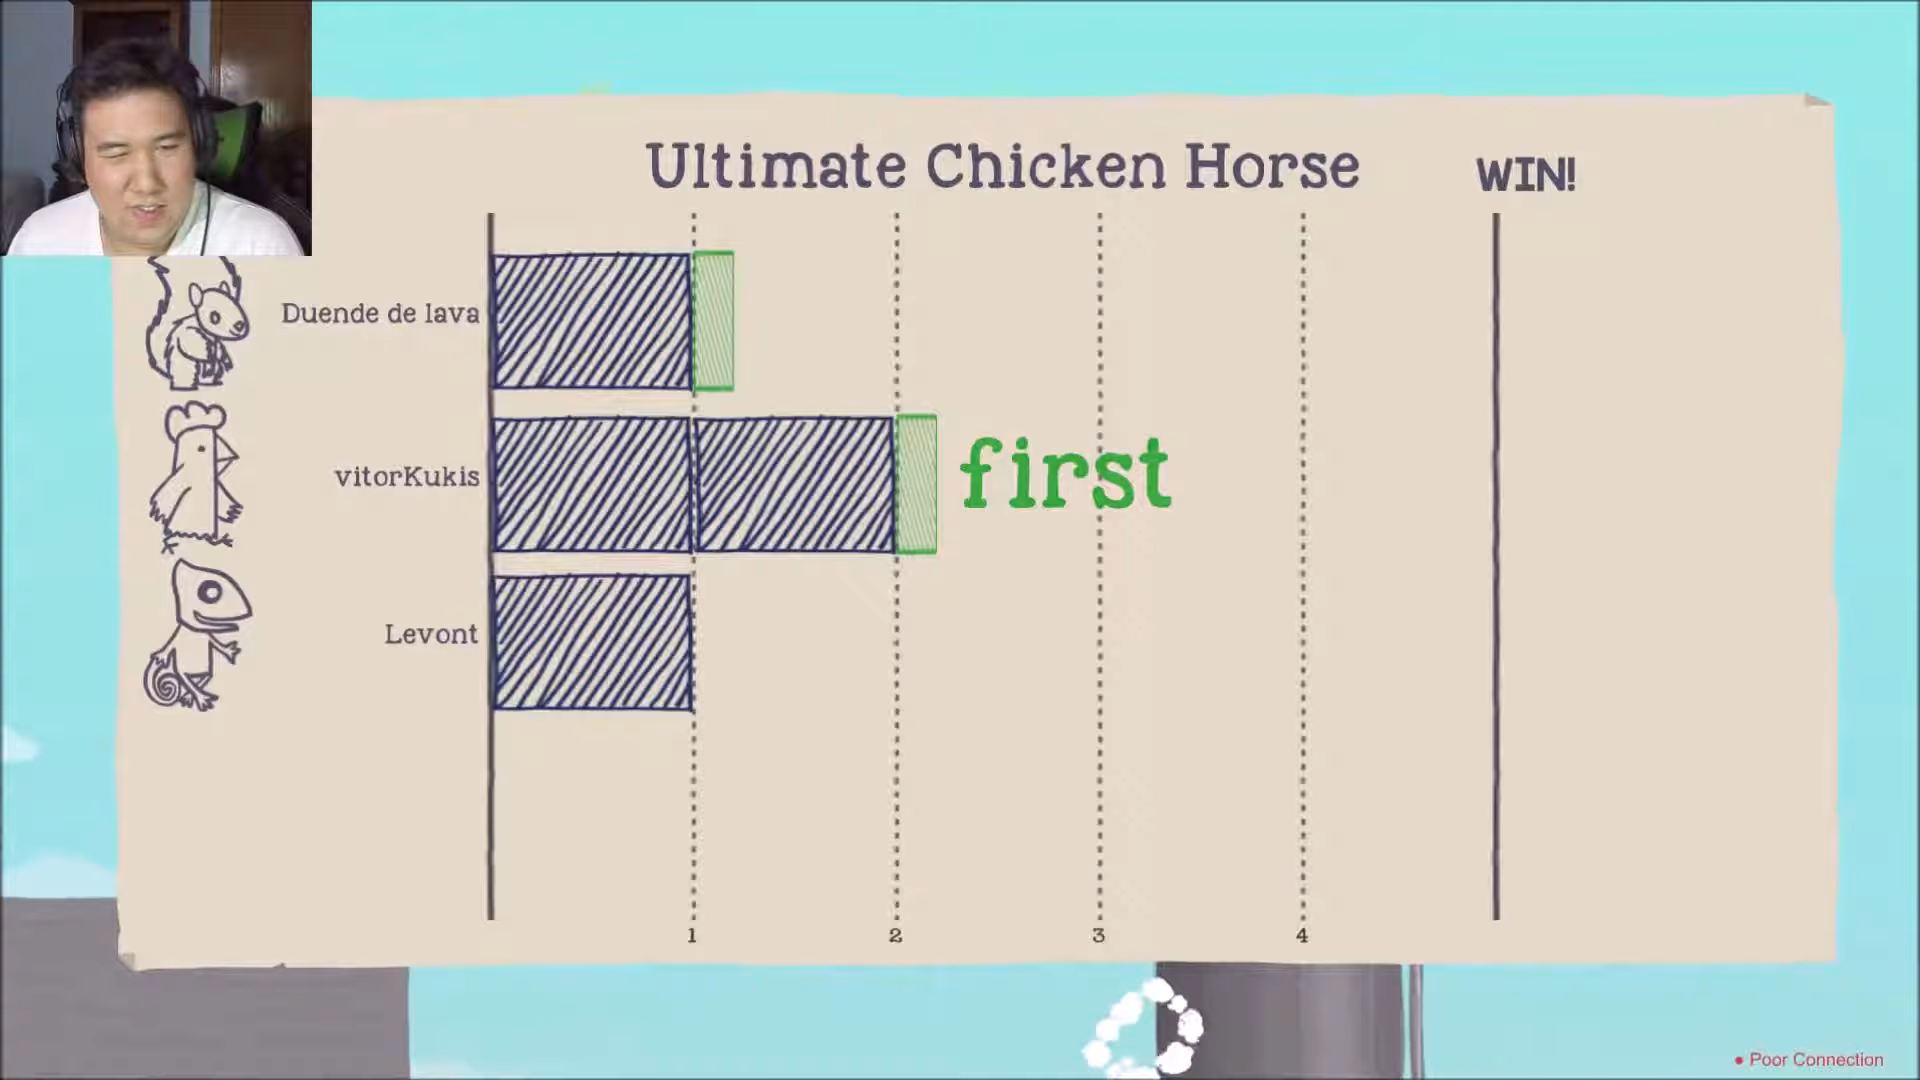 Ultimate Chicken Horse
WIN!
Duende de lava
vitorKukis
first
Levont
1
2
3
4
Poor Connection